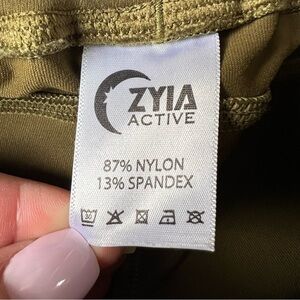 ZYIA
ACTIVE
87% NYLON
13% SPANDEX